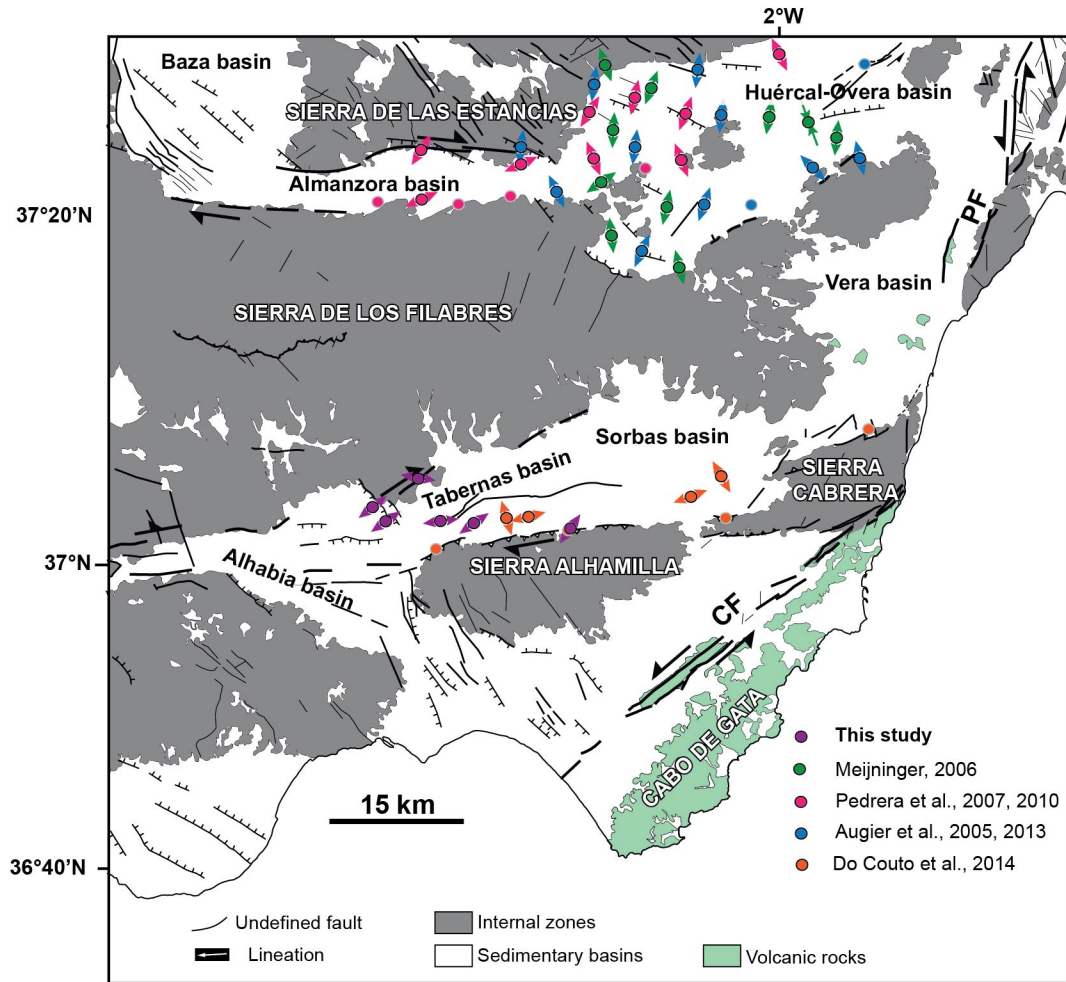 2°W
Baza basin
Huércal-Overa basin
SIERRA DE LAS ESTANCIAS
Almanzora basin
37°20'N
PF
Vera basin
SIERRA DE LOS FILABRES
Sorbas basin
Tabernas basin
SIERRA
CABRERA
37°N
Alhabia basin
SIERRA ALHAMILLA
CF
CABO DE GATA
This study
Meijninger, 2006
15 km
Pedrera et al., 2007, 2010
Augier et al., 2005, 2013
36°40'N
Do Couto et al., 2014
Undefined fault
Internal zones
Lineation
Sedimentary basins
Volcanic rocks